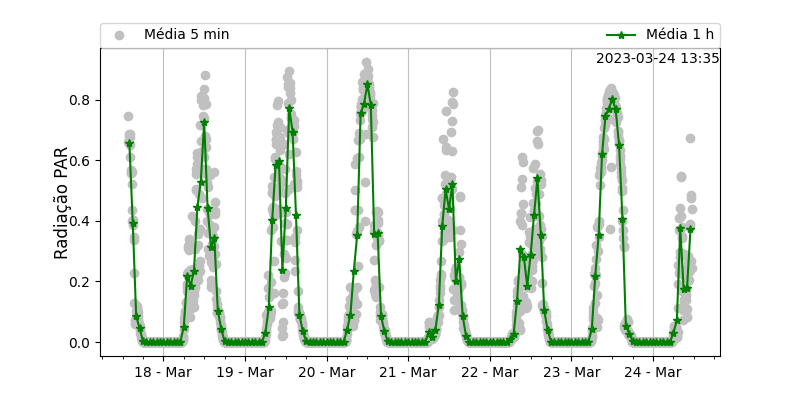 Média 5 min
Média 1 h
2023-03-24 13:35
Radiação PAR
0.8
0.6
0.4
0.2
0.0
18 - Mar
19 - Mar
20 - Mar
21 - Mar
22 - Mar
23 - Mar
24 - Mar